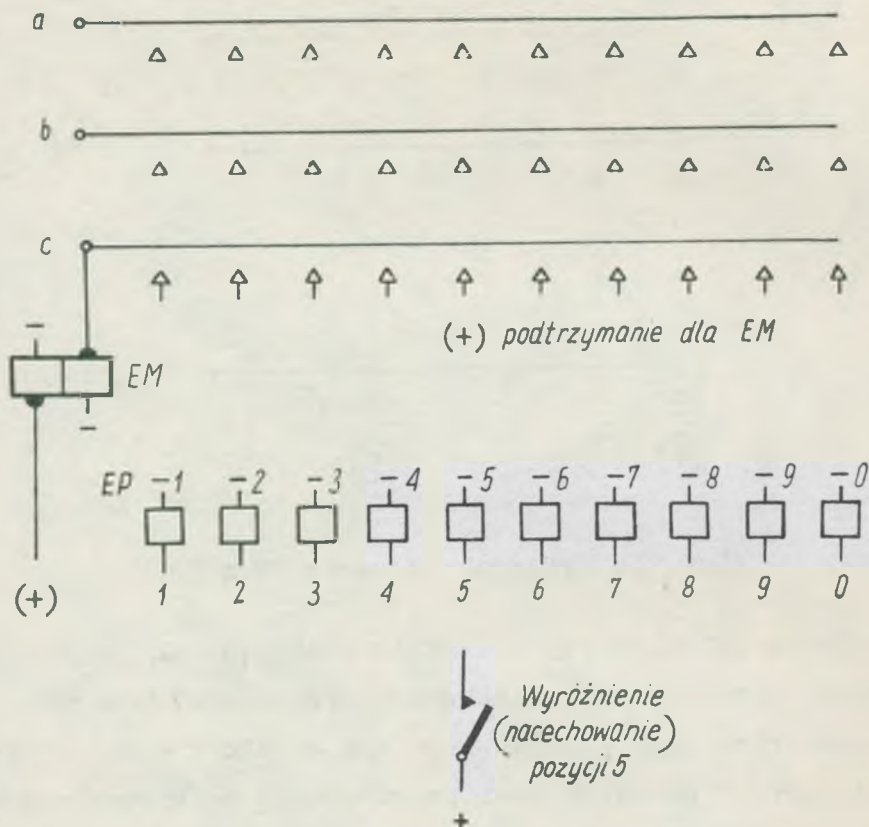 a
b
c
(+) podtrzymanie dla EM
−
EM
−
EP −1 −2 −3 −4 −5 −6 −7 −8 −9 −0
(+) 1 2 3 4 5 6 7 8 9 0
Wyróżnienie
(nacechowanie)
pozycji 5
+